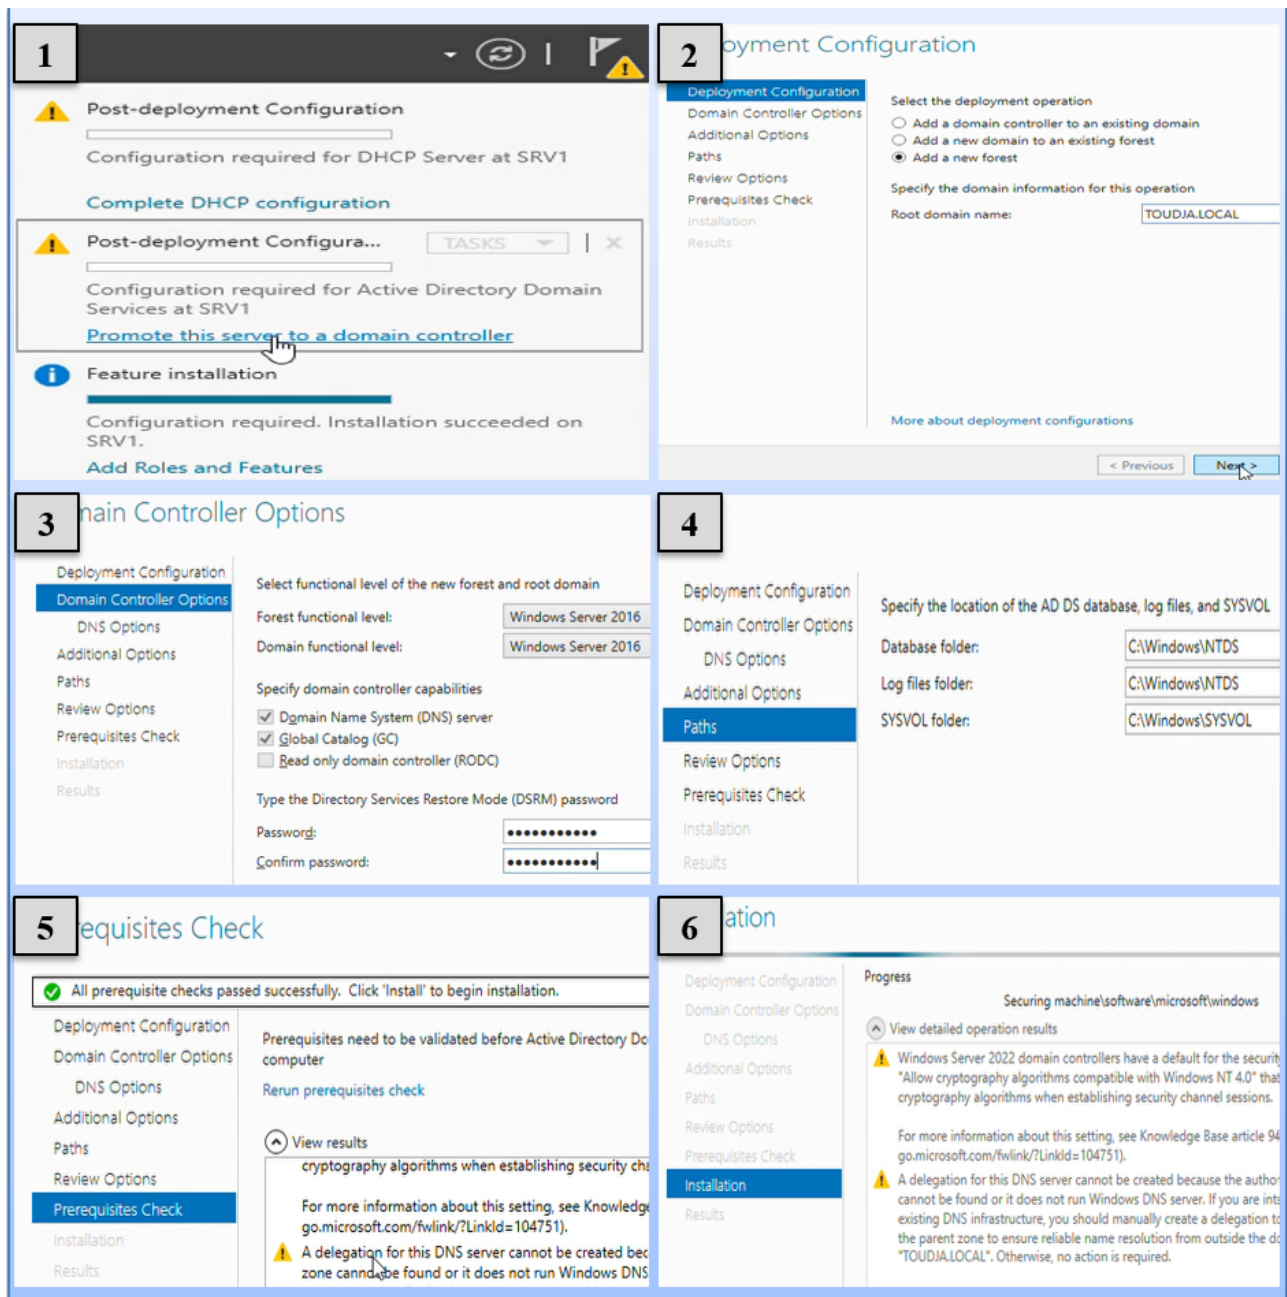 1
Post-deployment Configuration
Configuration required for DHCP Server at SRV1
Complete DHCP configuration
Post-deployment Configura...
TASKS
Configuration required for Active Directory Domain
Services at SRV1
Promote this server to a domain controller
Feature installation
Configuration required. Installation succeeded on
SRV1.
Add Roles and Features
2
oyment Configuration
Deployment Configuration
Domain Controller Options
Additional Options
Paths
Review Options
Prerequisites Check
Installation
Results
Select the deployment operation
Add a domain controller to an existing domain
Add a new domain to an existing forest
Add a new forest
Specify the domain information for this operation
Root domain name: TOUDJA.LOCAL
More about deployment configurations
< Previous Next >
3
nain Controller Options
Deployment Configuration
Domain Controller Options
DNS Options
Additional Options
Paths
Review Options
Prerequisites Check
Installation
Results
Select functional level of the new forest and root domain
Forest functional level: Windows Server 2016
Domain functional level: Windows Server 2016
Specify domain controller capabilities
Domain Name System (DNS) server
Global Catalog (GC)
Read only domain controller (RODC)
Type the Directory Services Restore Mode (DSRM) password
Password: •••••••••••
Confirm password: •••••••••••
4
Deployment Configuration
Domain Controller Options
DNS Options
Additional Options
Paths
Review Options
Prerequisites Check
Installation
Results
Specify the location of the AD DS database, log files, and SYSVOL
Database folder: C:\Windows\NTDS
Log files folder: C:\Windows\NTDS
SYSVOL folder: C:\Windows\SYSVOL
5
equisites Check
All prerequisite checks passed successfully. Click 'Install' to begin installation.
Deployment Configuration
Domain Controller Options
DNS Options
Additional Options
Paths
Review Options
Prerequisites Check
Installation
Results
Prerequisites need to be validated before Active Directory Do
computer
Rerun prerequisites check
View results
cryptography algorithms when establishing security cha
For more information about this setting, see Knowledge
go.microsoft.com/fwlink/?LinkId=104751).
A delegation for this DNS server cannot be created bec
zone cannot be found or it does not run Windows DNS
6
ation
Deployment Configuration
Domain Controller Options
DNS Options
Additional Options
Paths
Review Options
Prerequisites Check
Installation
Results
Progress
Securing machine\software\microsoft\windows
View detailed operation results
Windows Server 2022 domain controllers have a default for the security
"Allow cryptography algorithms compatible with Windows NT 4.0" that
cryptography algorithms when establishing security channel sessions.
For more information about this setting, see Knowledge Base article 94
go.microsoft.com/fwlink/?LinkId=104751).
A delegation for this DNS server cannot be created because the autho
cannot be found or it does not run Windows DNS server. If you are inte
existing DNS infrastructure, you should manually create a delegation to
the parent zone to ensure reliable name resolution from outside the do
"TOUDJA.LOCAL". Otherwise, no action is required.